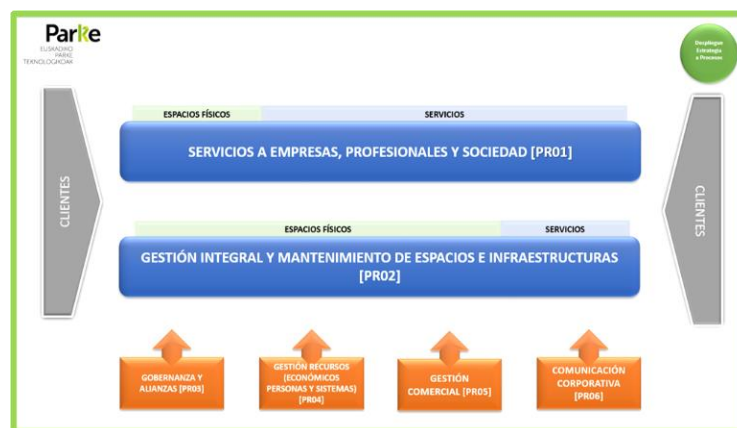 Parke
EUSKADIKO
PARKE
TEKNOLOGIKOAK
Despliegue
Estrategia
a Procesos
ESPACIOS FÍSICOS
SERVICIOS
SERVICIOS A EMPRESAS, PROFESIONALES Y SOCIEDAD [PR01]
CLIENTES
CLIENTES
ESPACIOS FÍSICOS
SERVICIOS
GESTIÓN INTEGRAL Y MANTENIMIENTO DE ESPACIOS E INFRAESTRUCTURAS
[PR02]
GOBERNANZA Y
ALIANZAS [PR03]
GESTIÓN RECURSOS
(ECONÓMICOS
PERSONAS Y SISTEMAS)
[PR04]
GESTIÓN
COMERCIAL [PR05]
COMUNICACIÓN
CORPORATIVA
[PR06]